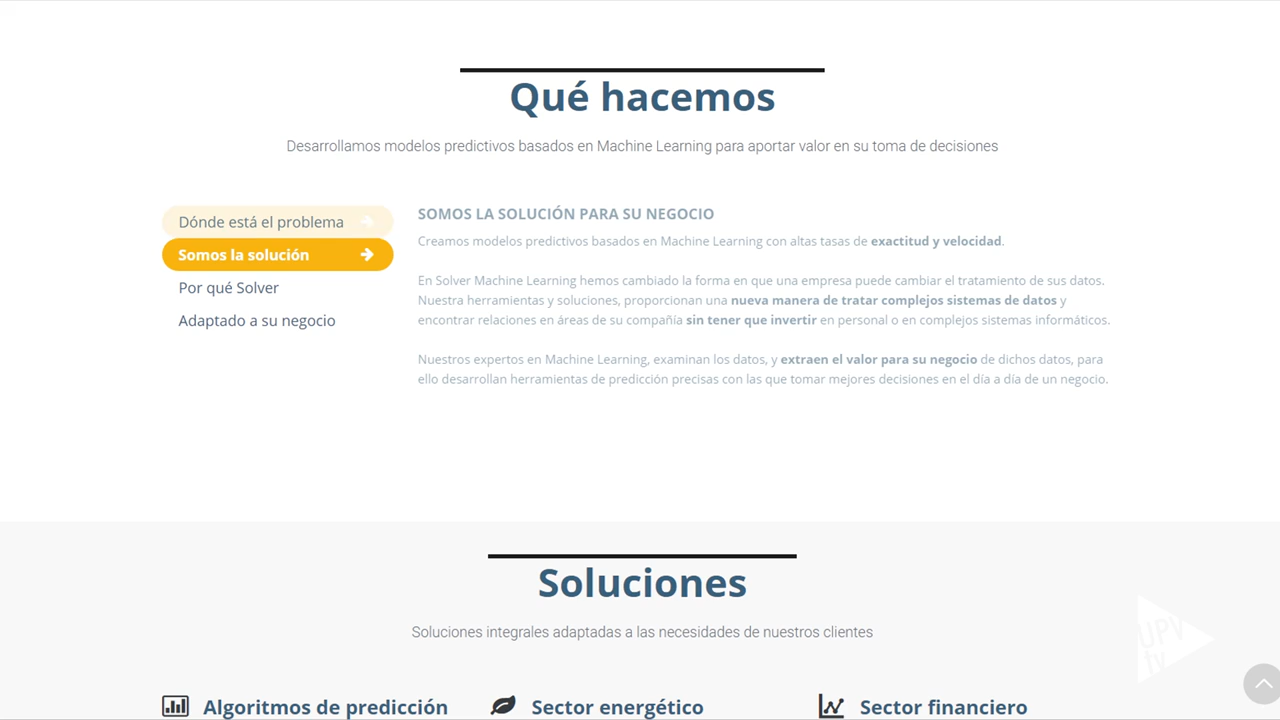 Qué hacemos
Desarrollamos modelos predictivos basados en Machine Learning para aportar valor en su toma de decisiones
Dónde está el problema
Somos la solución
Por qué Solver
Adaptado a su negocio
SOMOS LA SOLUCIÓN PARA SU NEGOCIO
Creamos modelos predictivos basados en Machine Learning con altas tasas de exactitud y velocidad.
En Solver Machine Learning hemos cambiado la forma en que una empresa puede cambiar el tratamiento de sus datos.
Nuestra herramientas y soluciones, proporcionan una nueva manera de tratar complejos sistemas de datos y
encontrar relaciones en áreas de su compañía sin tener que invertir en personal o en complejos sistemas informáticos.
Nuestros expertos en Machine Learning, examinan los datos, y extraen el valor para su negocio de dichos datos, para
ello desarrollan herramientas de predicción precisas con las que tomar mejores decisiones en el día a día de un negocio.
Soluciones
Soluciones integrales adaptadas a las necesidades de nuestros clientes
UPV
tv
Algoritmos de predicción
Sector energético
Sector financiero